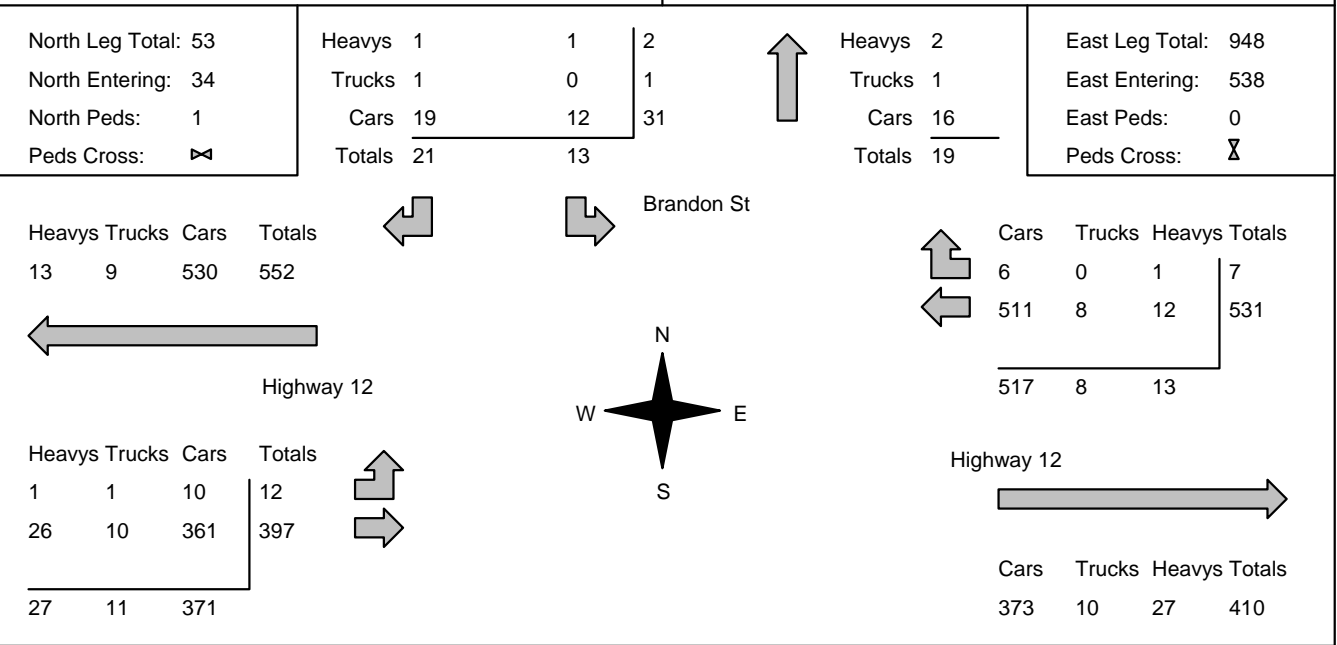 North Leg Total: 53
North Entering: 34
North Peds: 1
Peds Cross:
Heavys 1 1 2
Trucks 1 0 1
Cars 19 12 31
Totals 21 13
Heavys 2
Trucks 1
Cars 16
Totals 19
East Leg Total: 948
East Entering: 538
East Peds: 0
Peds Cross:
Brandon St
Heavys Trucks Cars Totals
13 9 530 552
Cars Trucks Heavys Totals
6 0 1 7
511 8 12 531
517 8 13
Highway 12
N
W E
S
Heavys Trucks Cars Totals
1 1 10 12
26 10 361 397
27 11 371
Highway 12
Cars Trucks Heavys Totals
373 10 27 410